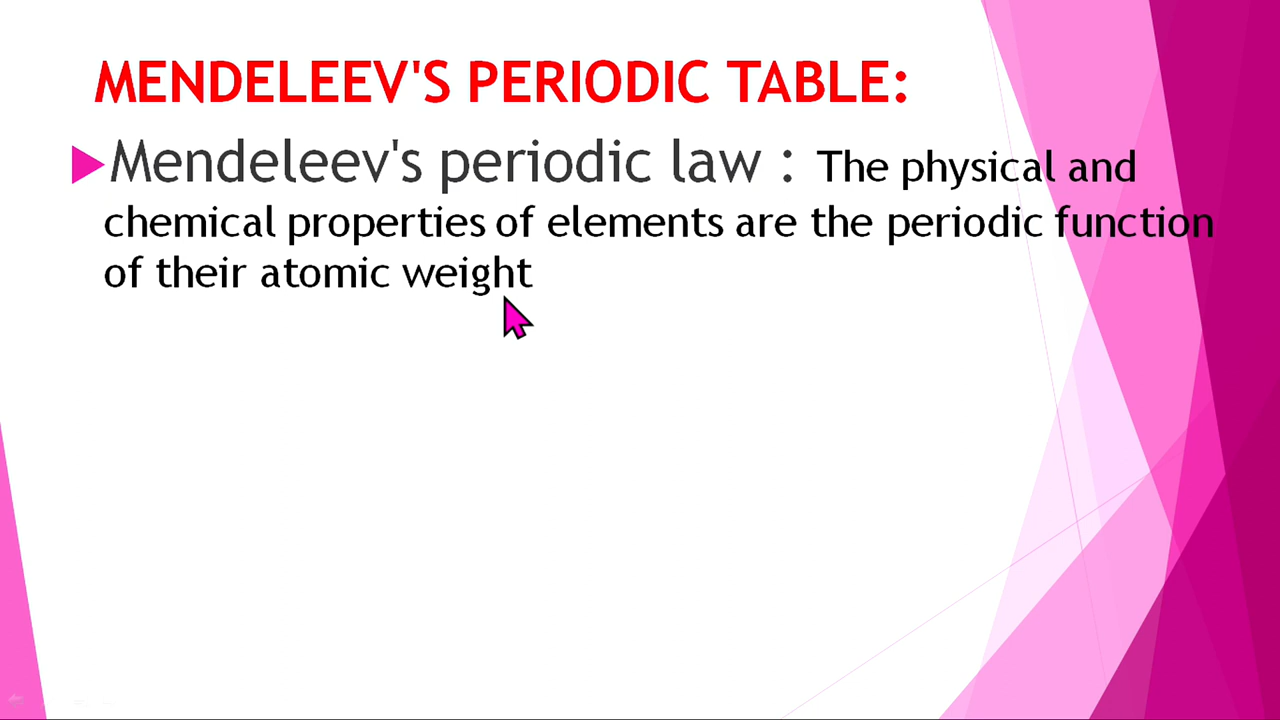 MENDELEEV'S PERIODIC TABLE:
Mendeleev's periodic law : The physical and
chemical properties of elements are the periodic function
of their atomic weight